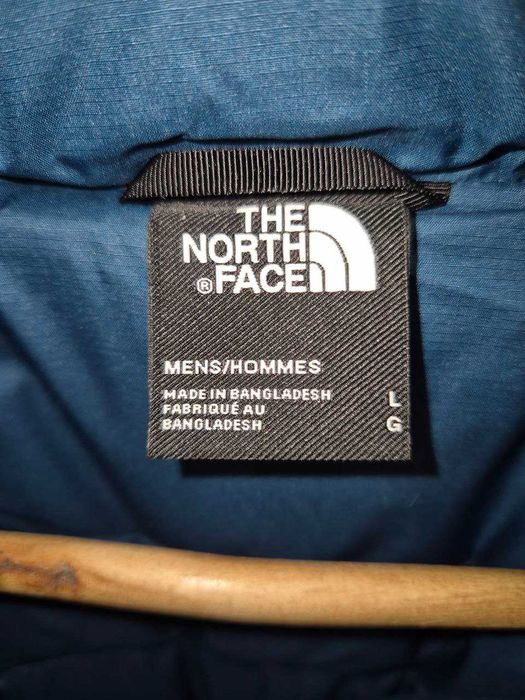 THE
NORTH
® FACE
MENS/HOMMES
MADE IN BANGLADESH
FABRIQUÉ AU
BANGLADESH
L
G